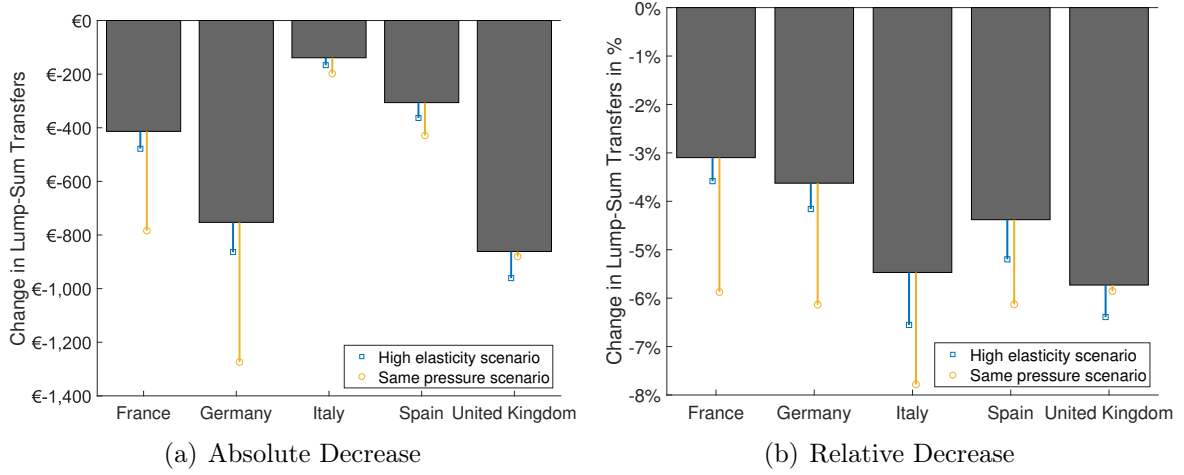 €0
€-200
€-400
€-600
€-800
€-1,000
€-1,200
€-1,400
Change in Lump-Sum Transfers
High elasticity scenario
Same pressure scenario
France Germany Italy Spain United Kingdom
(a) Absolute Decrease
0%
-1%
-2%
-3%
-4%
-5%
-6%
-7%
-8%
Change in Lump-Sum Transfers in %
High elasticity scenario
Same pressure scenario
France Germany Italy Spain United Kingdom
(b) Relative Decrease